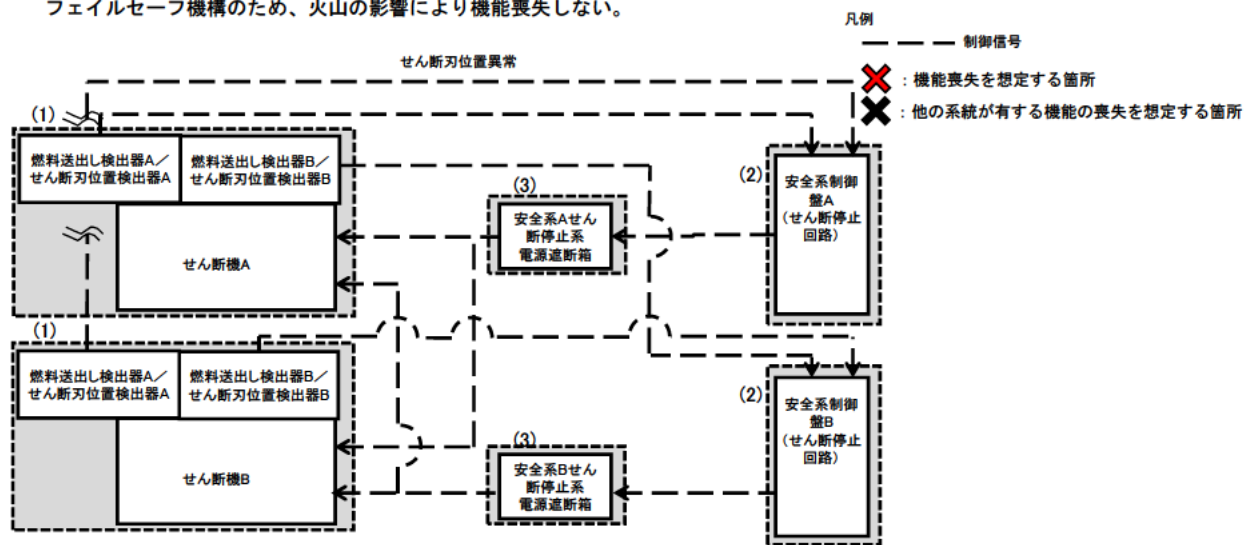 フェイルセーフ機構のため、火山の影響により機能喪失しない。
凡例
制御信号
：機能喪失を想定する箇所
：他の系統が有する機能の喪失を想定する箇所
せん断刃位置異常
(1)
燃料送出し検出器A／
せん断刃位置検出器A
燃料送出し検出器B／
せん断刃位置検出器B
せん断機A
(3)
安全系Aせん
断停止系
電源遮断箱
(2)
安全系制御
盤A
（せん断停止
回路）
(1)
燃料送出し検出器A／
せん断刃位置検出器A
燃料送出し検出器B／
せん断刃位置検出器B
せん断機B
(3)
安全系Bせん
断停止系
電源遮断箱
(2)
安全系制御
盤B
（せん断停止
回路）